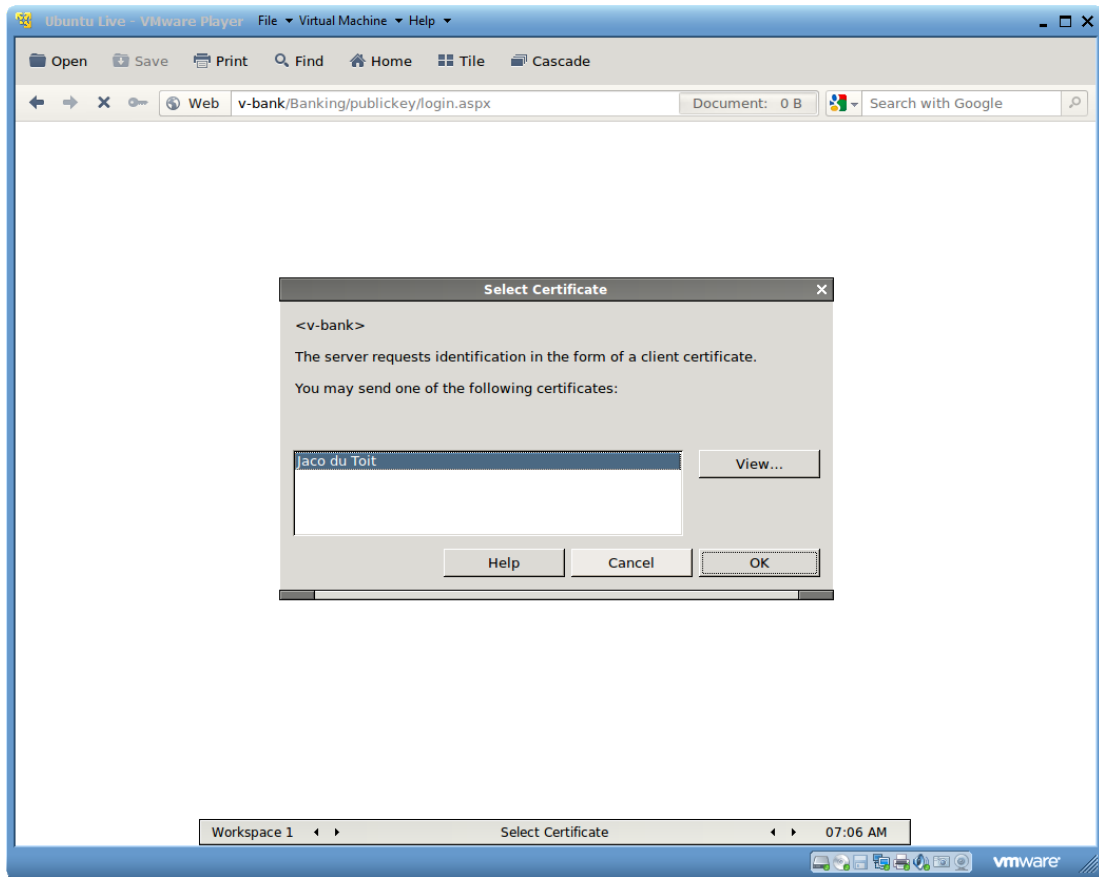 Ubuntu Live - VMware Player File Virtual Machine Help
Open Save Print Find Home Tile Cascade
Web v-bank/Banking/publickey/login.aspx Document: 0 B Search with Google
Select Certificate
<v-bank>
The server requests identification in the form of a client certificate.
You may send one of the following certificates:
Jaco du Toit
View...
Help Cancel OK
Workspace 1 Select Certificate 07:06 AM
vmware